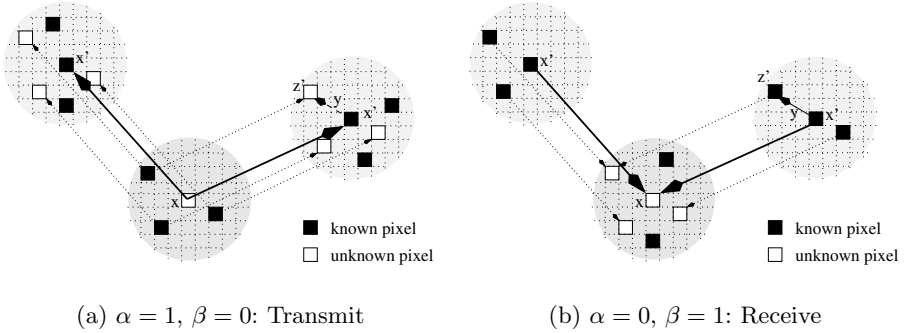 x'
z'
y
x'
x
known pixel
unknown pixel
(a) α = 1, β = 0: Transmit
x'
z'
y
x'
x
known pixel
unknown pixel
(b) α = 0, β = 1: Receive